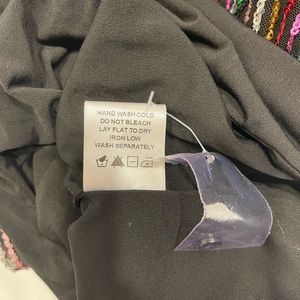 HAND WASH COLD
DO NOT BLEACH
LAY FLAT TO DRY
IRON LOW
WASH SEPARATELY